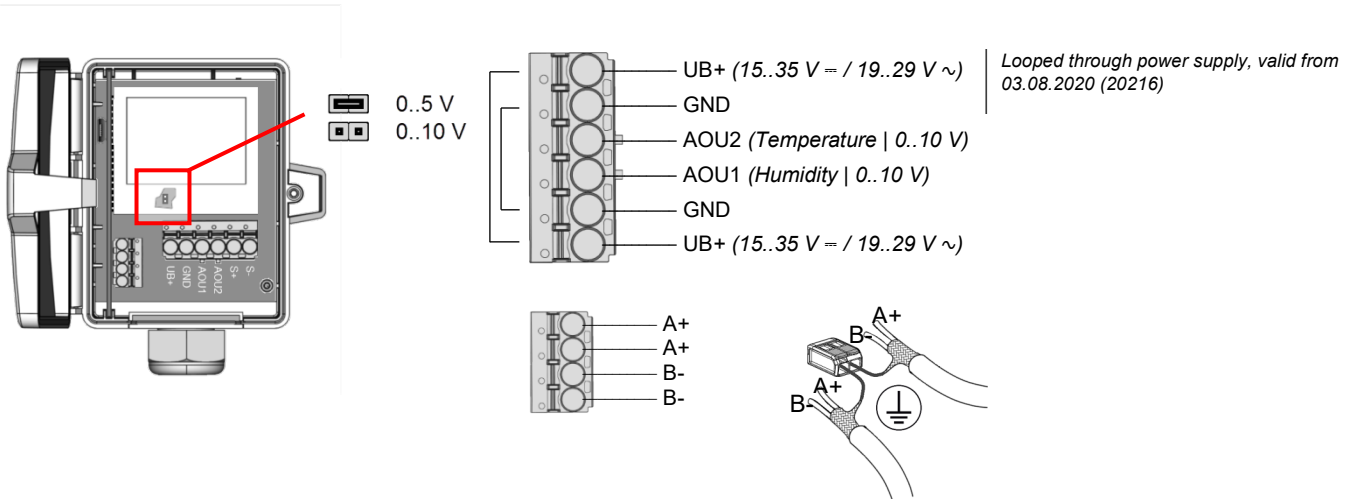 0..5 V
0..10 V
UB+ (15..35 V ⎓ / 19..29 V ∿)
GND
AOU2 (Temperature | 0..10 V)
AOU1 (Humidity | 0..10 V)
GND
UB+ (15..35 V ⎓ / 19..29 V ∿)
Looped through power supply, valid from
03.08.2020 (20216)
UB+
GND
AOU1
AOU2
S+
S-
A+
A+
B-
B-
A+
B-
A+
B-